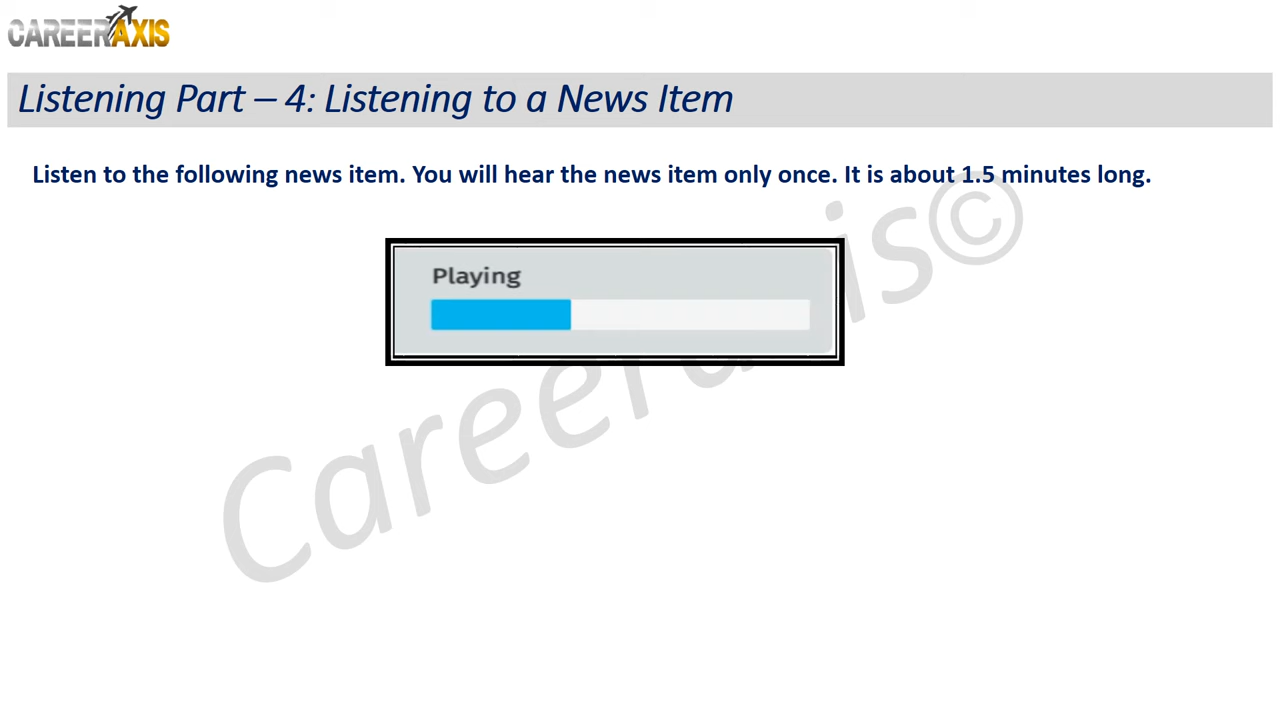 CAREERAXIS
Listening Part – 4: Listening to a News Item
Listen to the following news item. You will hear the news item only once. It is about 1.5 minutes long.
Playing
Careeraxis©